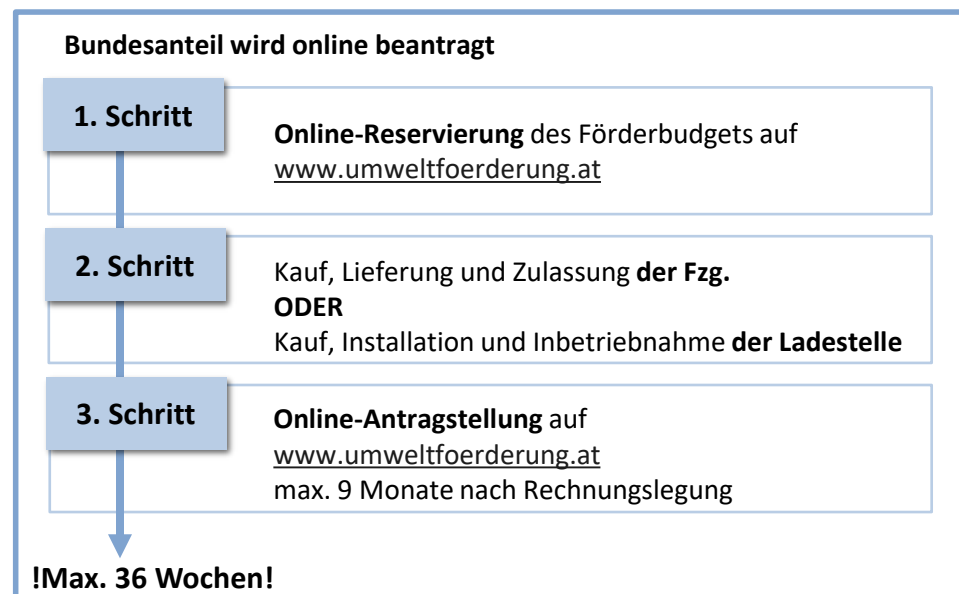 Bundesanteil wird online beantragt
1. Schritt
Online-Reservierung des Förderbudgets auf
www.umweltfoerderung.at
2. Schritt
Kauf, Lieferung und Zulassung der Fzg.
ODER
Kauf, Installation und Inbetriebnahme der Ladestelle
3. Schritt
Online-Antragstellung auf
www.umweltfoerderung.at
max. 9 Monate nach Rechnungslegung
!Max. 36 Wochen!